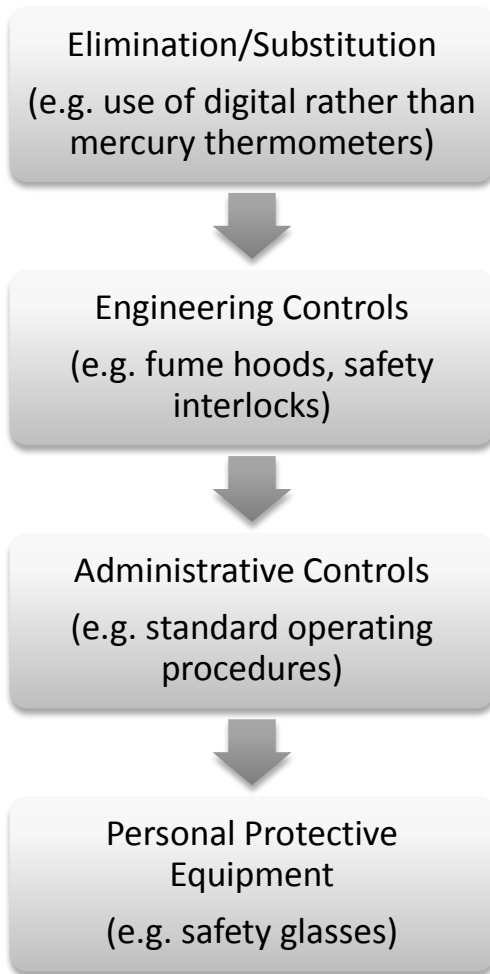 Elimination/Substitution
(e.g. use of digital rather than
mercury thermometers)
Engineering Controls
(e.g. fume hoods, safety
interlocks)
Administrative Controls
(e.g. standard operating
procedures)
Personal Protective
Equipment
(e.g. safety glasses)